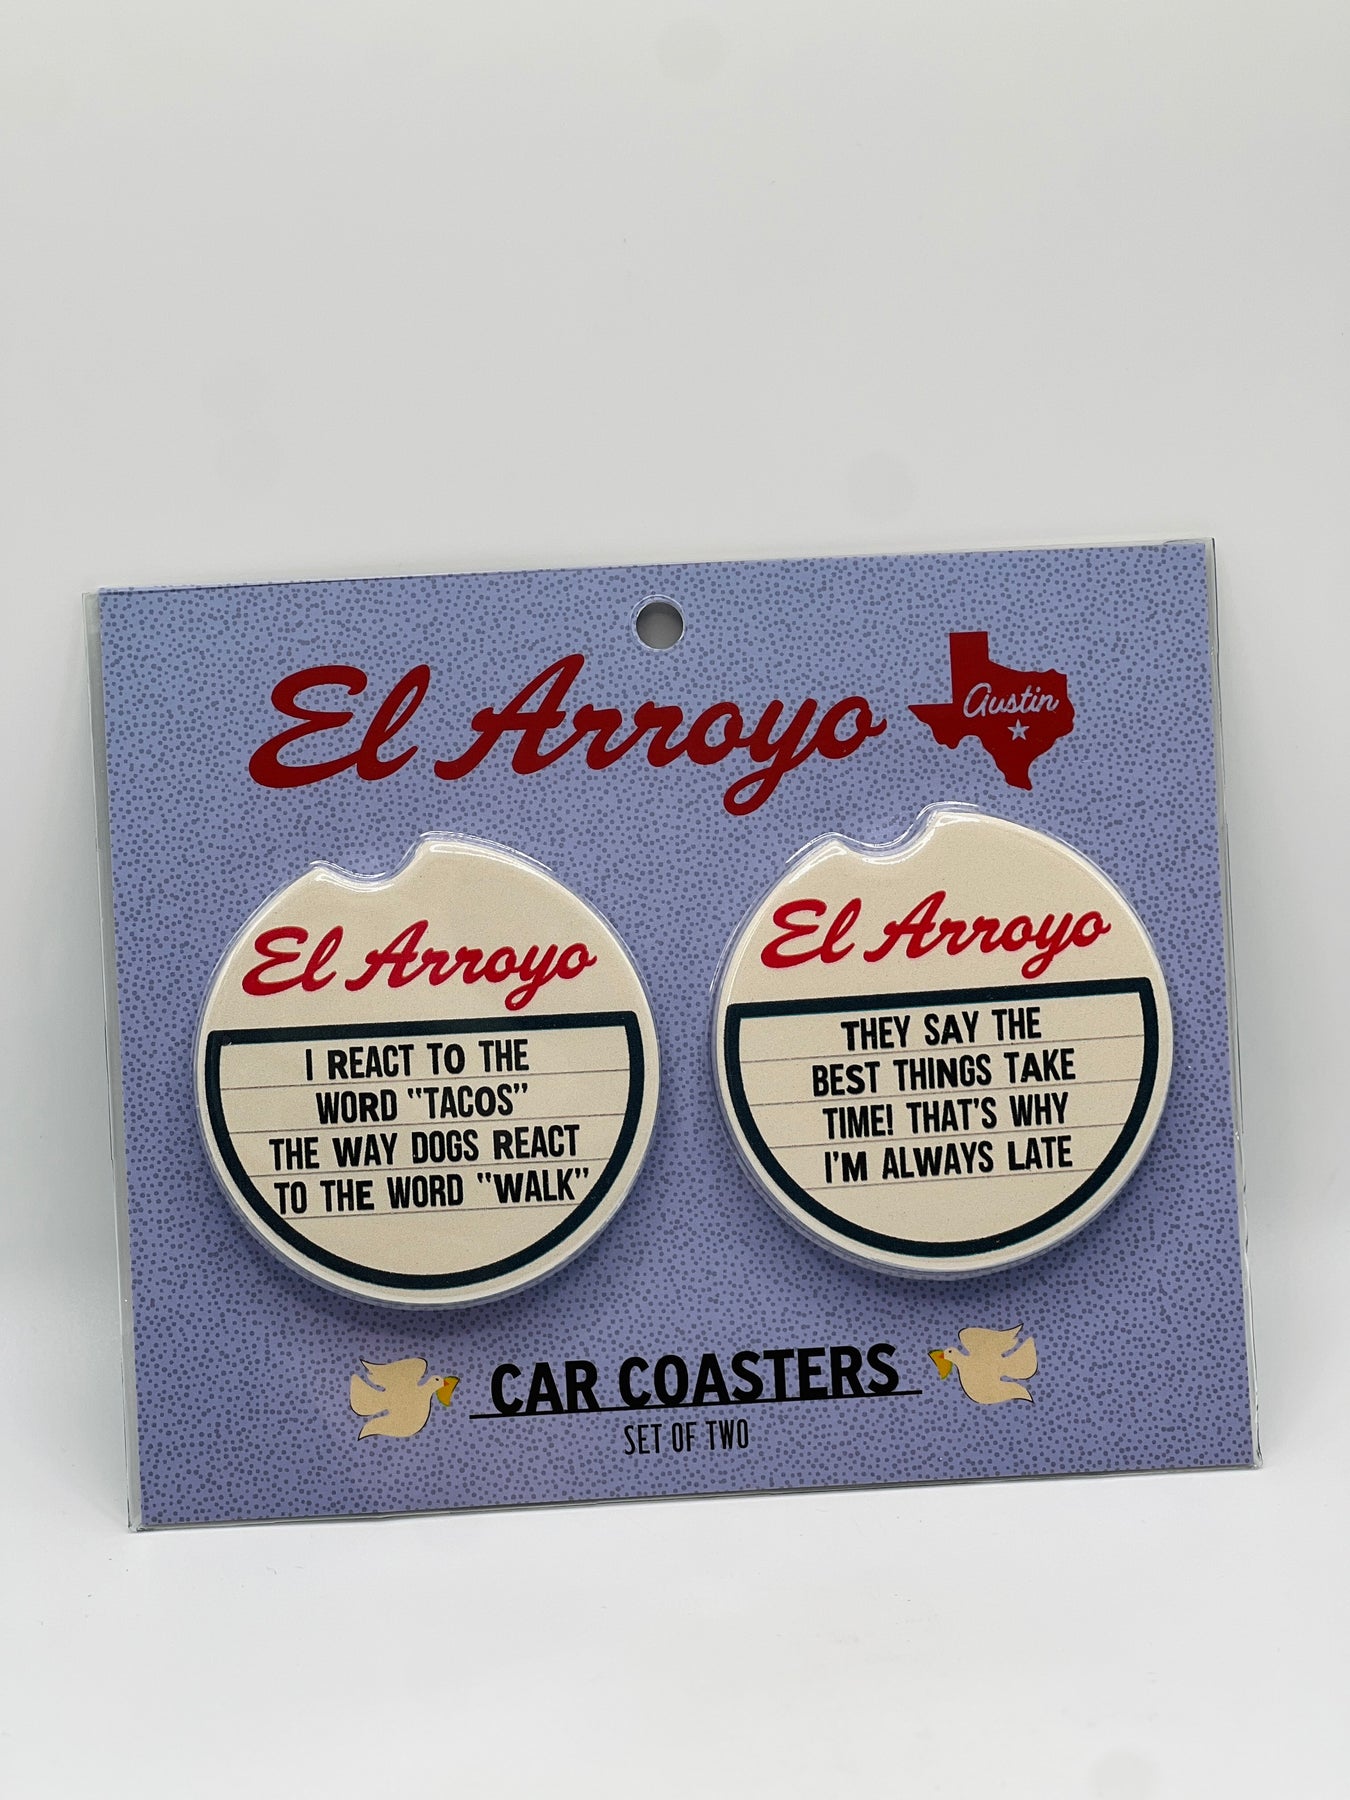 El Arroyo
Austin
El Arroyo
I REACT TO THE
WORD "TACOS"
THE WAY DOGS REACT
TO THE WORD "WALK"
El Arroyo
THEY SAY THE
BEST THINGS TAKE
TIME! THAT'S WHY
I'M ALWAYS LATE
CAR COASTERS
SET OF TWO